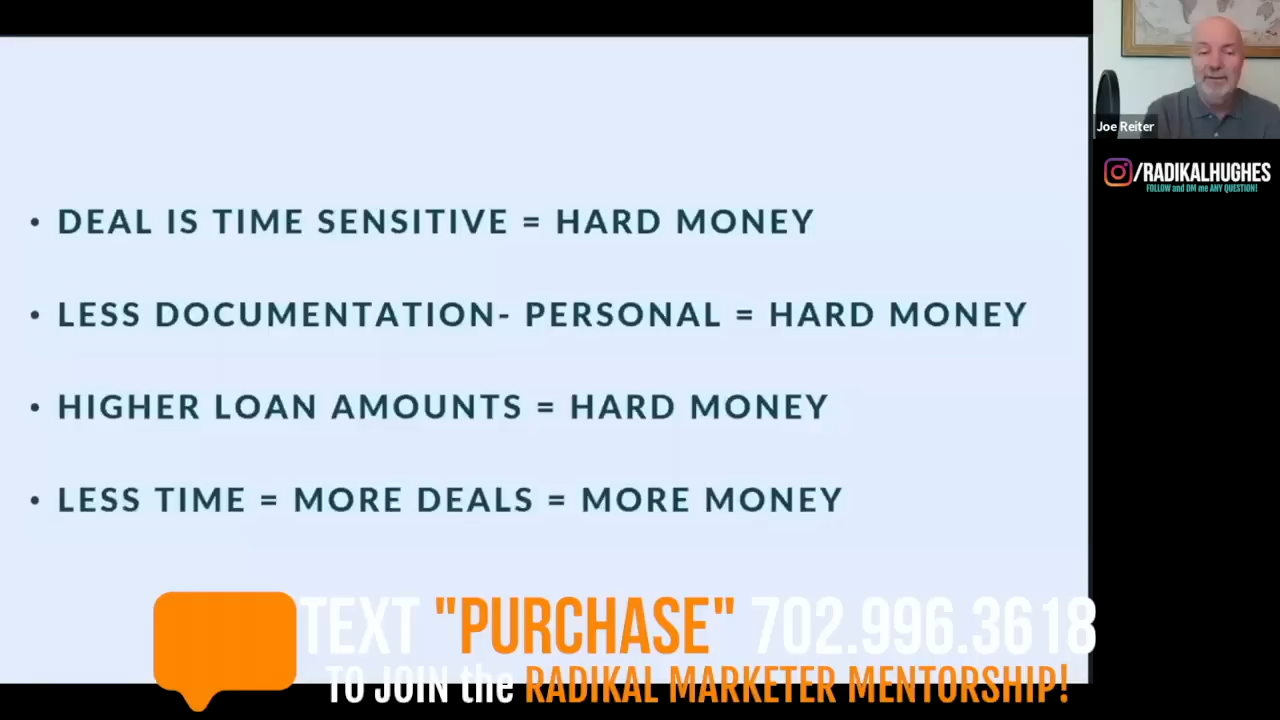 • DEAL IS TIME SENSITIVE = HARD MONEY
• LESS DOCUMENTATION- PERSONAL = HARD MONEY
• HIGHER LOAN AMOUNTS = HARD MONEY
• LESS TIME = MORE DEALS = MORE MONEY
Joe Reiter
/RADIKALHUGHES
FOLLOW and DM me ANY QUESTION!
TEXT "PURCHASE" 702.996.3618
TO JOIN the RADIKAL MARKETER MENTORSHIP!